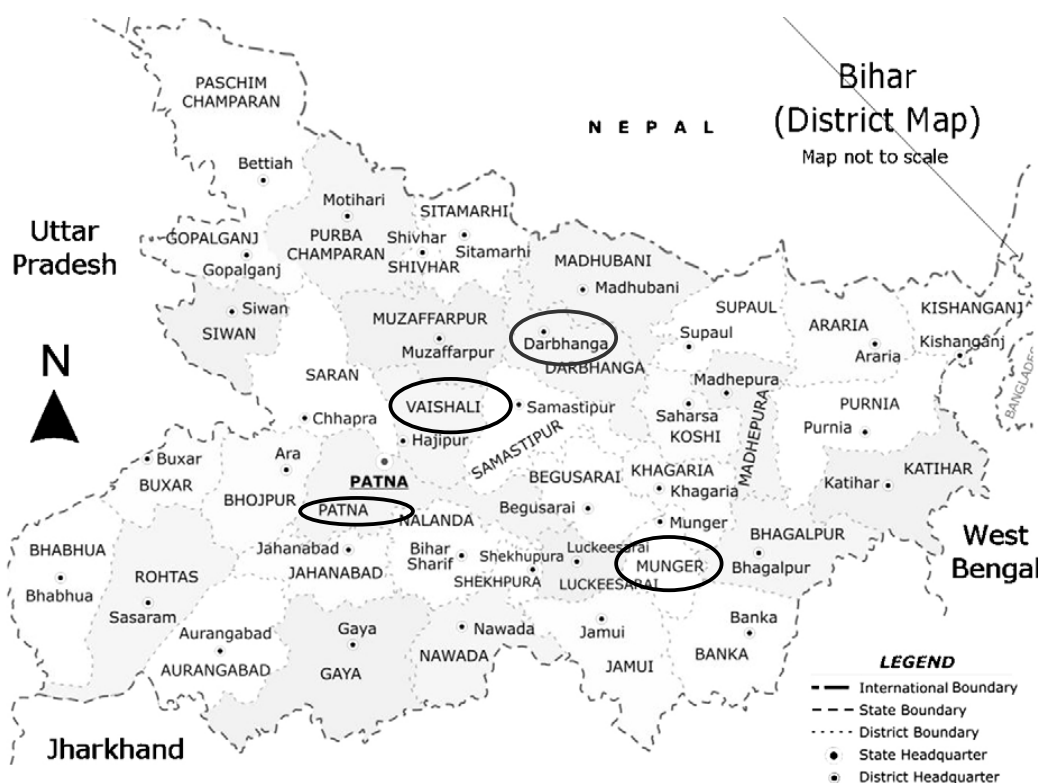 Bihar
(District Map)
Map not to scale
NEPAL
PASCHIM
CHAMPARAN
Bettiah
Uttar
Pradesh
GOPALGANJ
Gopalganj
Motihari
PURBA
CHAMPARAN
SITAMARHI
Sitamarhi
Shivhar
SHIVHAR
MADHUBANI
Madhubani
Siwan
SIWAN
MUZAFFARPUR
Muzaffarpur
Darbhanga
DARBHANGA
SUPAUL
Supaul
ARARIA
Araria
KISHANGANJ
Kishanganj
BANGLADE
N
SARAN
Chhapra
VAISHALI
Hajipur
Samastipur
SAMASTIPUR
Saharsa
KOSHI
Madhepura
MADHEPURA
PURNIA
Purnia
KATIHAR
Katihar
Buxar
BUXAR
Ara
BHOJPUR
PATNA
PATNA
NALANDA
Bihar
Sharif
BEGUSARAI
Begusarai
KHAGARIA
Khagaria
Munger
MUNGER
BHAGALPUR
Bhagalpur
West
Bengal
BHABHUA
Bhabhua
ROHTAS
Sasaram
Jahanabad
JAHANABAD
Shekhupura
SHEKHPURA
Luckeesarai
LUCKEESARAI
Aurangabad
AURANGABAD
Gaya
GAYA
Nawada
NAWADA
Jamui
JAMUI
Banka
BANKA
Jharkhand
LEGEND
International Boundary
State Boundary
District Boundary
State Headquarter
District Headquarter